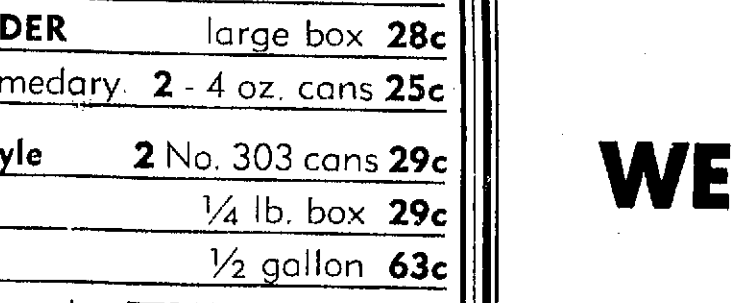 DER large box 28c
medary. 2 - 4 oz. cans 25c
yle 2 No. 303 cans 29c
¼ lb. box 29c
½ gallon 63c
WE